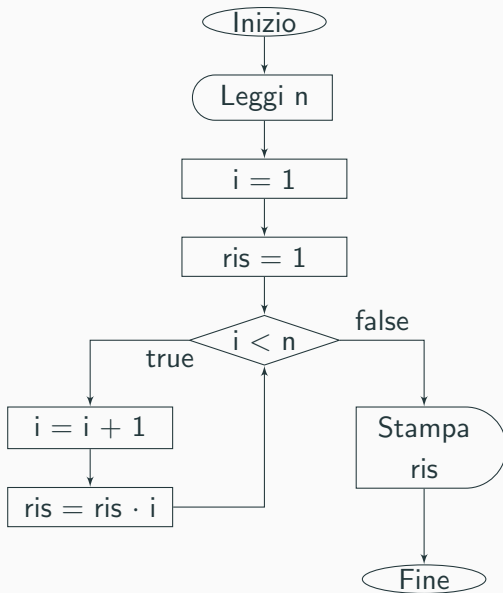 Inizio
Leggi n
i = 1
ris = 1
i < n
true
false
i = i + 1
ris = ris · i
Stampa
ris
Fine